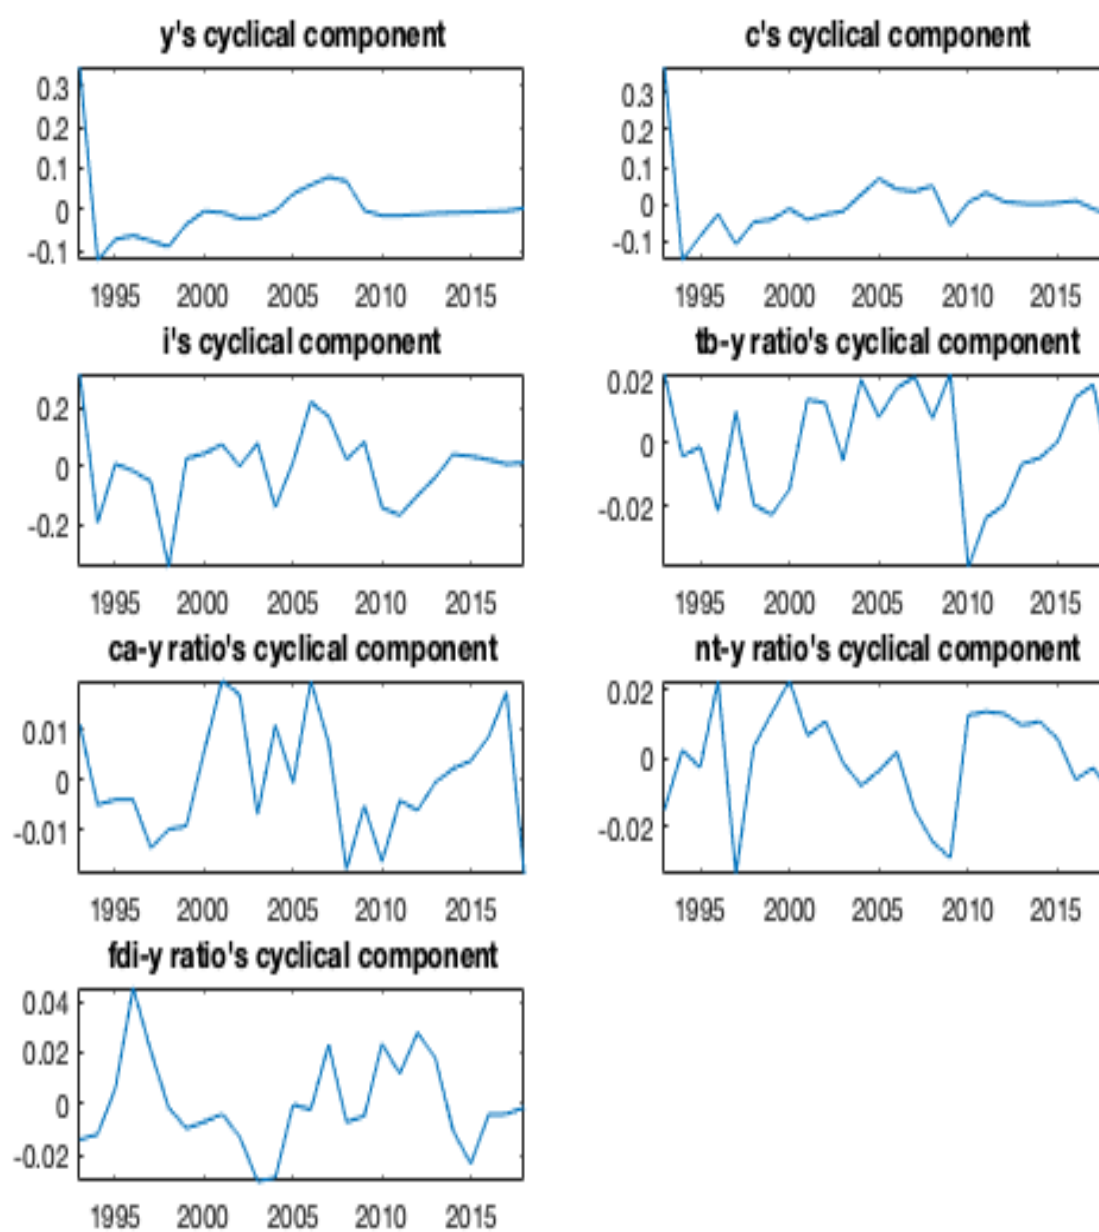 y's cyclical component
0.3
0.2
0.1
0
-0.1
1995 2000 2005 2010 2015
c's cyclical component
0.3
0.2
0.1
0
-0.1
1995 2000 2005 2010 2015
i's cyclical component
0.2
0
-0.2
1995 2000 2005 2010 2015
tb-y ratio's cyclical component
0.02
0
-0.02
1995 2000 2005 2010 2015
ca-y ratio's cyclical component
0.01
0
-0.01
1995 2000 2005 2010 2015
nt-y ratio's cyclical component
0.02
0
-0.02
1995 2000 2005 2010 2015
fdi-y ratio's cyclical component
0.04
0.02
0
-0.02
1995 2000 2005 2010 2015